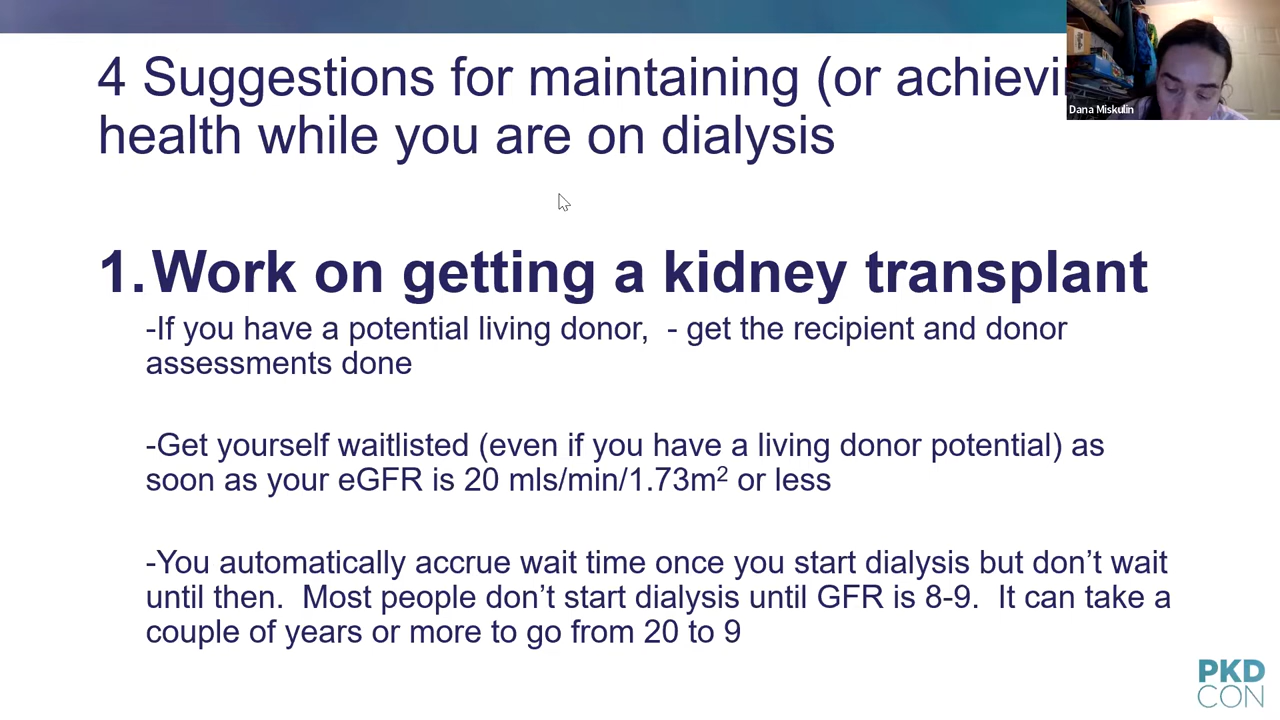 4 Suggestions for maintaining (or achievi
health while you are on dialysis
Dana Miskulin
1. Work on getting a kidney transplant
-If you have a potential living donor,  - get the recipient and donor
assessments done
-Get yourself waitlisted (even if you have a living donor potential) as
soon as your eGFR is 20 mls/min/1.73m² or less
-You automatically accrue wait time once you start dialysis but don’t wait
until then.  Most people don’t start dialysis until GFR is 8-9.  It can take a
couple of years or more to go from 20 to 9
PKD
CON